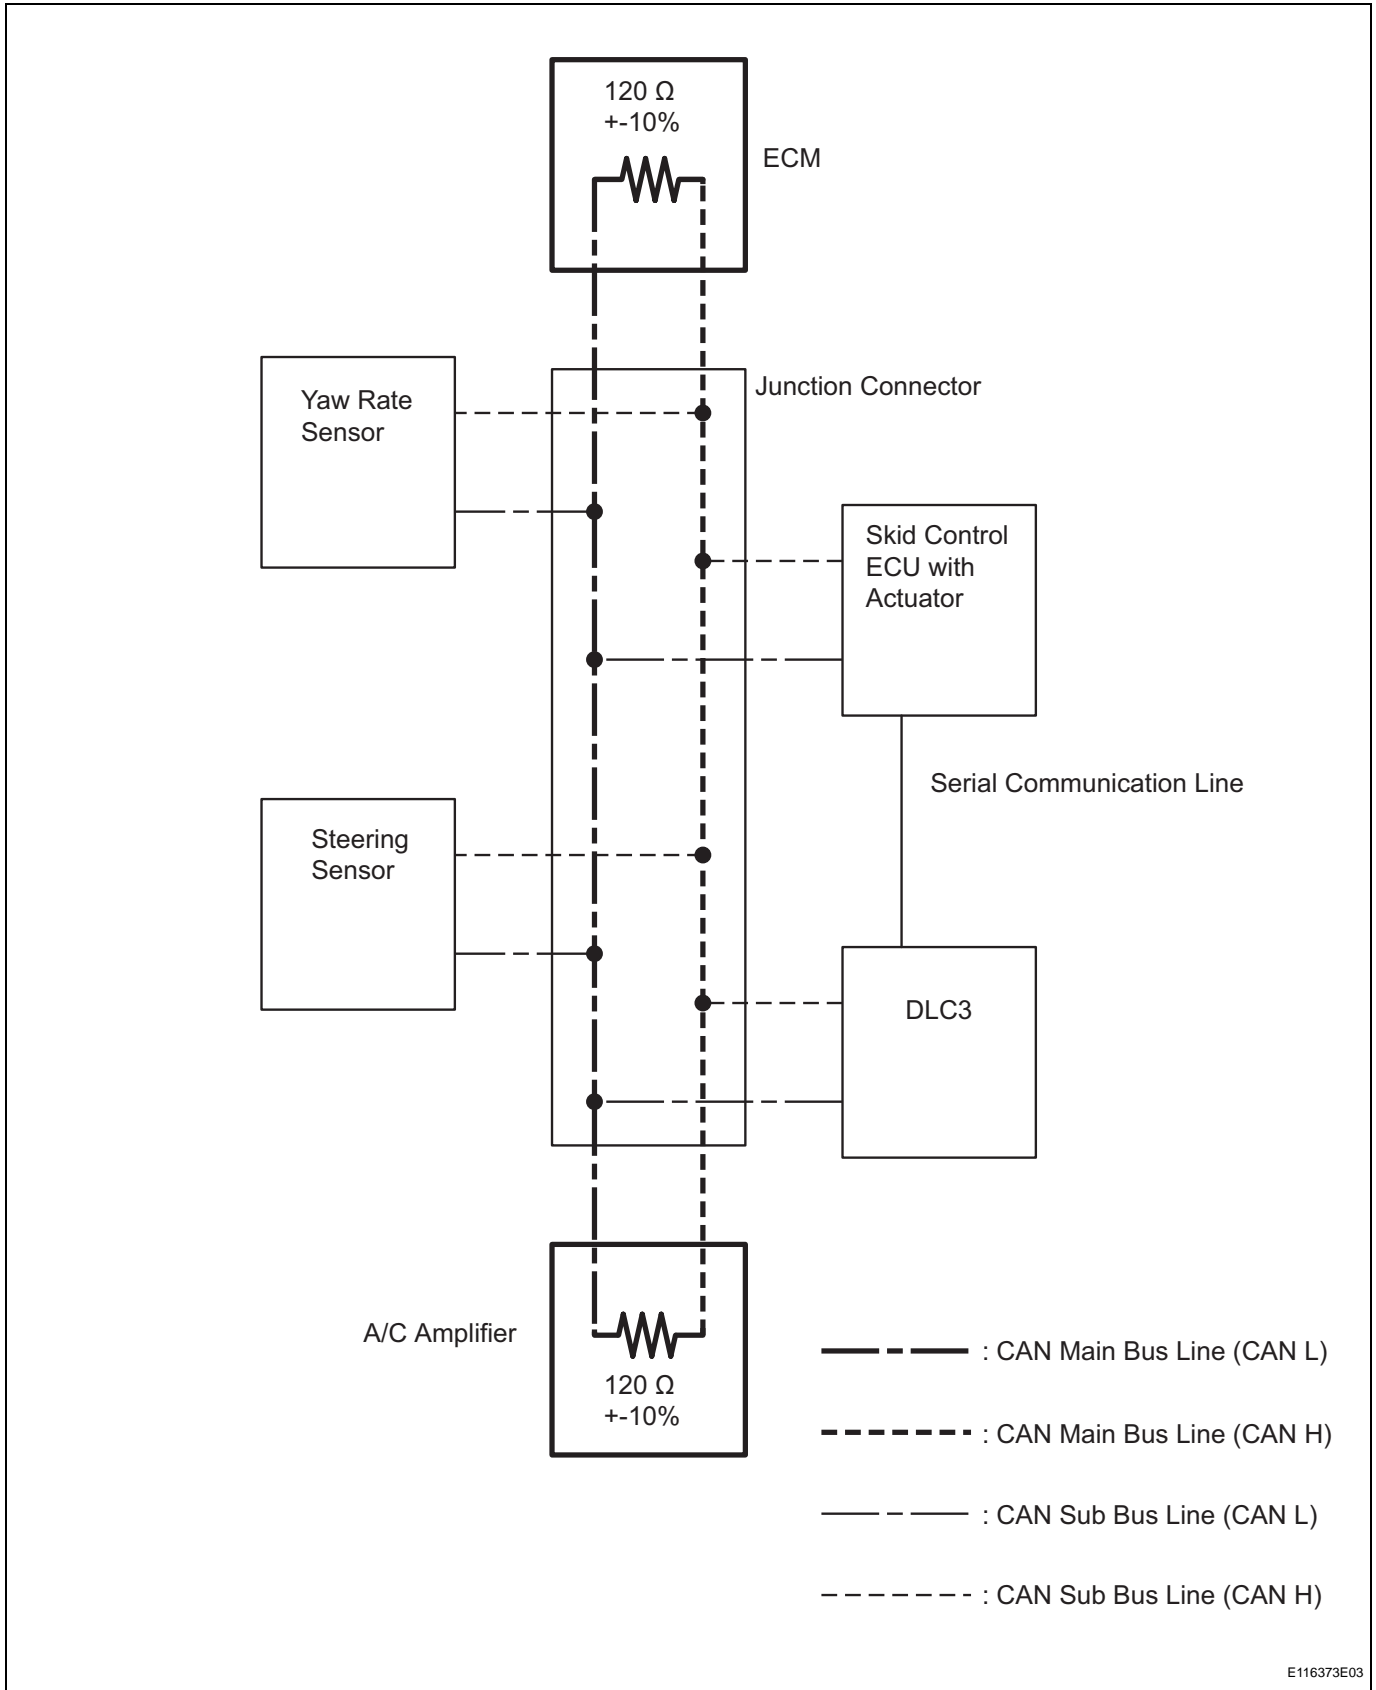 120 Ω
+-10%
ECM
Junction Connector
Yaw Rate
Sensor
Skid Control
ECU with
Actuator
Serial Communication Line
Steering
Sensor
DLC3
A/C Amplifier
120 Ω
+-10%
: CAN Main Bus Line (CAN L)
: CAN Main Bus Line (CAN H)
: CAN Sub Bus Line (CAN L)
: CAN Sub Bus Line (CAN H)
E116373E03